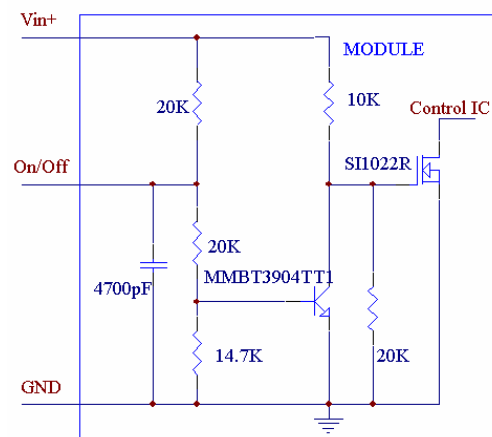 Vin+
MODULE
20K
10K
Control IC
SI1022R
On/Off
20K
MMBT3904TT1
4700pF
14.7K
20K
GND